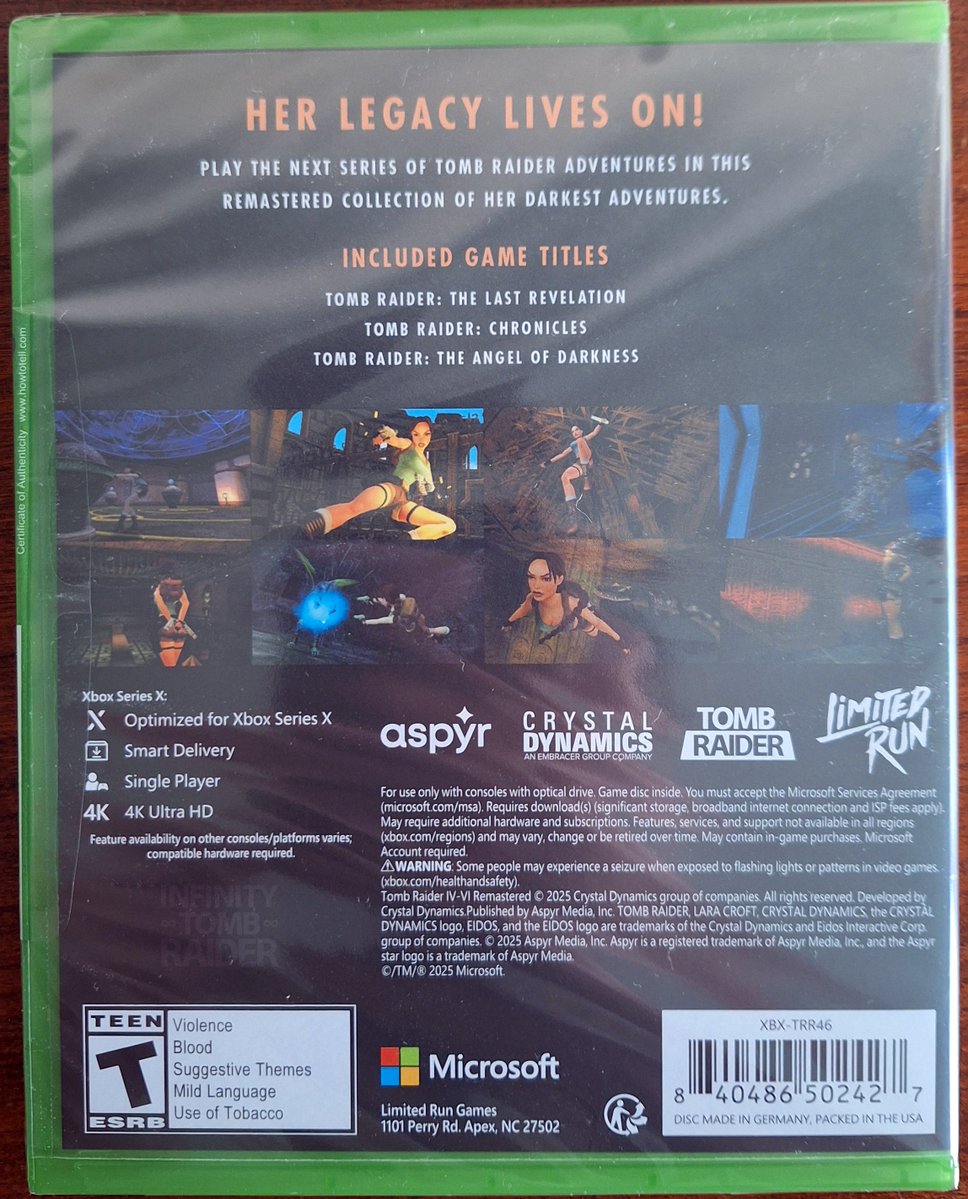 HER LEGACY LIVES ON!
PLAY THE NEXT SERIES OF TOMB RAIDER ADVENTURES IN THIS
REMASTERED COLLECTION OF HER DARKEST ADVENTURES.
INCLUDED GAME TITLES
TOMB RAIDER: THE LAST REVELATION
TOMB RAIDER: CHRONICLES
TOMB RAIDER: THE ANGEL OF DARKNESS
Certificate of Authenticity www.howtotell.com
Xbox Series X:
Optimized for Xbox Series X
Smart Delivery
Single Player
4K 4K Ultra HD
Feature availability on other consoles/platforms varies;
compatible hardware required.
INFINITY
TOMB
RAIDER
aspyr
CRYSTAL
DYNAMICS
AN EMBRACER GROUP COMPANY
TOMB
RAIDER
LIMITED
RUN
For use only with consoles with optical drive. Game disc inside. You must accept the Microsoft Services Agreement
(microsoft.com/msa). Requires download(s) (significant storage, broadband internet connection and ISP fees apply).
May require additional hardware and subscriptions. Features, services, and support not available in all regions
(xbox.com/regions) and may vary, change or be retired over time. May contain in-game purchases. Microsoft
Account required.
⚠WARNING: Some people may experience a seizure when exposed to flashing lights or patterns in video games.
(xbox.com/healthandsafety).
Tomb Raider IV-VI Remastered © 2025 Crystal Dynamics group of companies. All rights reserved. Developed by
Crystal Dynamics.Published by Aspyr Media, Inc. TOMB RAIDER, LARA CROFT, CRYSTAL DYNAMICS, the CRYSTAL
DYNAMICS logo, EIDOS, and the EIDOS logo are trademarks of the Crystal Dynamics and Eidos Interactive Corp.
group of companies. © 2025 Aspyr Media, Inc. Aspyr is a registered trademark of Aspyr Media, Inc., and the Aspyr
star logo is a trademark of Aspyr Media.
©/TM/® 2025 Microsoft.
TEEN
T
ESRB
Violence
Blood
Suggestive Themes
Mild Language
Use of Tobacco
Microsoft
Limited Run Games
1101 Perry Rd. Apex, NC 27502
XBX-TRR46
8 40486 50242 7
DISC MADE IN GERMANY, PACKED IN THE USA